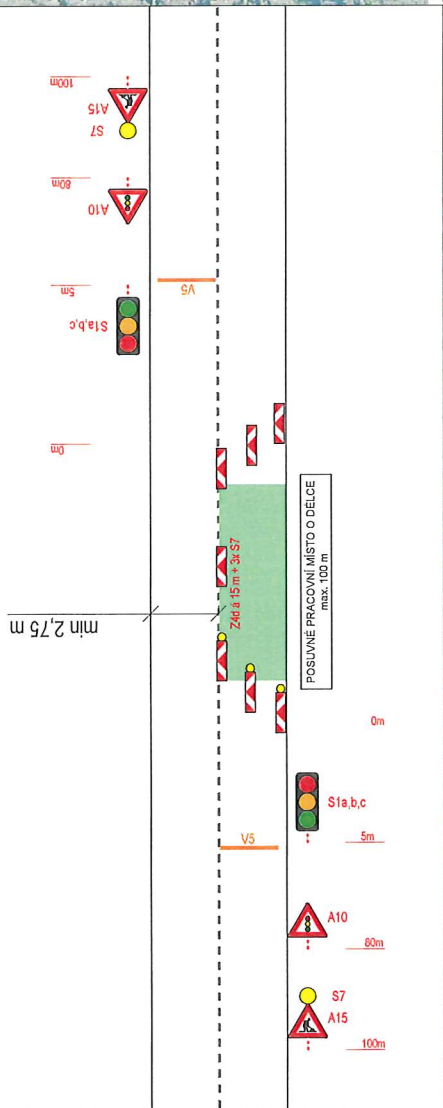 100m
A15
S7
80m
A10
5m
S1a,b,c
V5
0m
Z4d á 15 m + 3x S7
POSUVNÉ PRACOVNÍ MÍSTO O DÉLCE
max. 100 m
min 2,75 m
0m
S1a,b,c
5m
V5
A10
80m
S7
A15
100m